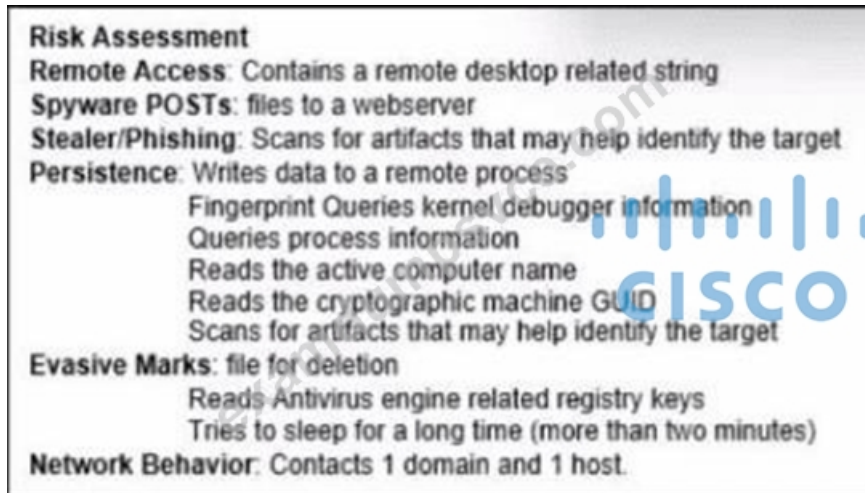 Risk Assessment
Remote Access: Contains a remote desktop related string
Spyware POSTs: files to a webserver
Stealer/Phishing: Scans for artifacts that may help identify the target
Persistence: Writes data to a remote process
Fingerprint Queries kernel debugger information
Queries process information
Reads the active computer name
Reads the cryptographic machine GUID
Scans for artifacts that may help identify the target
Evasive Marks: file for deletion
Reads Antivirus engine related registry keys
Tries to sleep for a long time (more than two minutes)
Network Behavior: Contacts 1 domain and 1 host.
CISCO